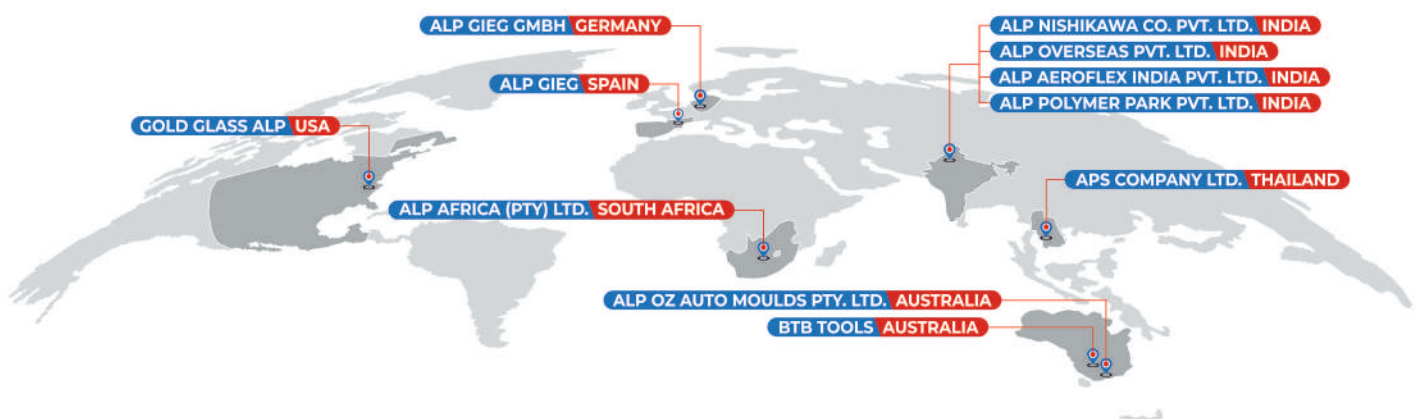 ALP GIEG GMBH GERMANY
ALP GIEG SPAIN
GOLD GLASS ALP USA
ALP AFRICA (PTY) LTD. SOUTH AFRICA
ALP NISHIKAWA CO. PVT. LTD. INDIA
ALP OVERSEAS PVT. LTD. INDIA
ALP AEROFLEX INDIA PVT. LTD. INDIA
ALP POLYMER PARK PVT. LTD. INDIA
APS COMPANY LTD. THAILAND
ALP OZ AUTO MOULDS PTY. LTD. AUSTRALIA
BTB TOOLS AUSTRALIA